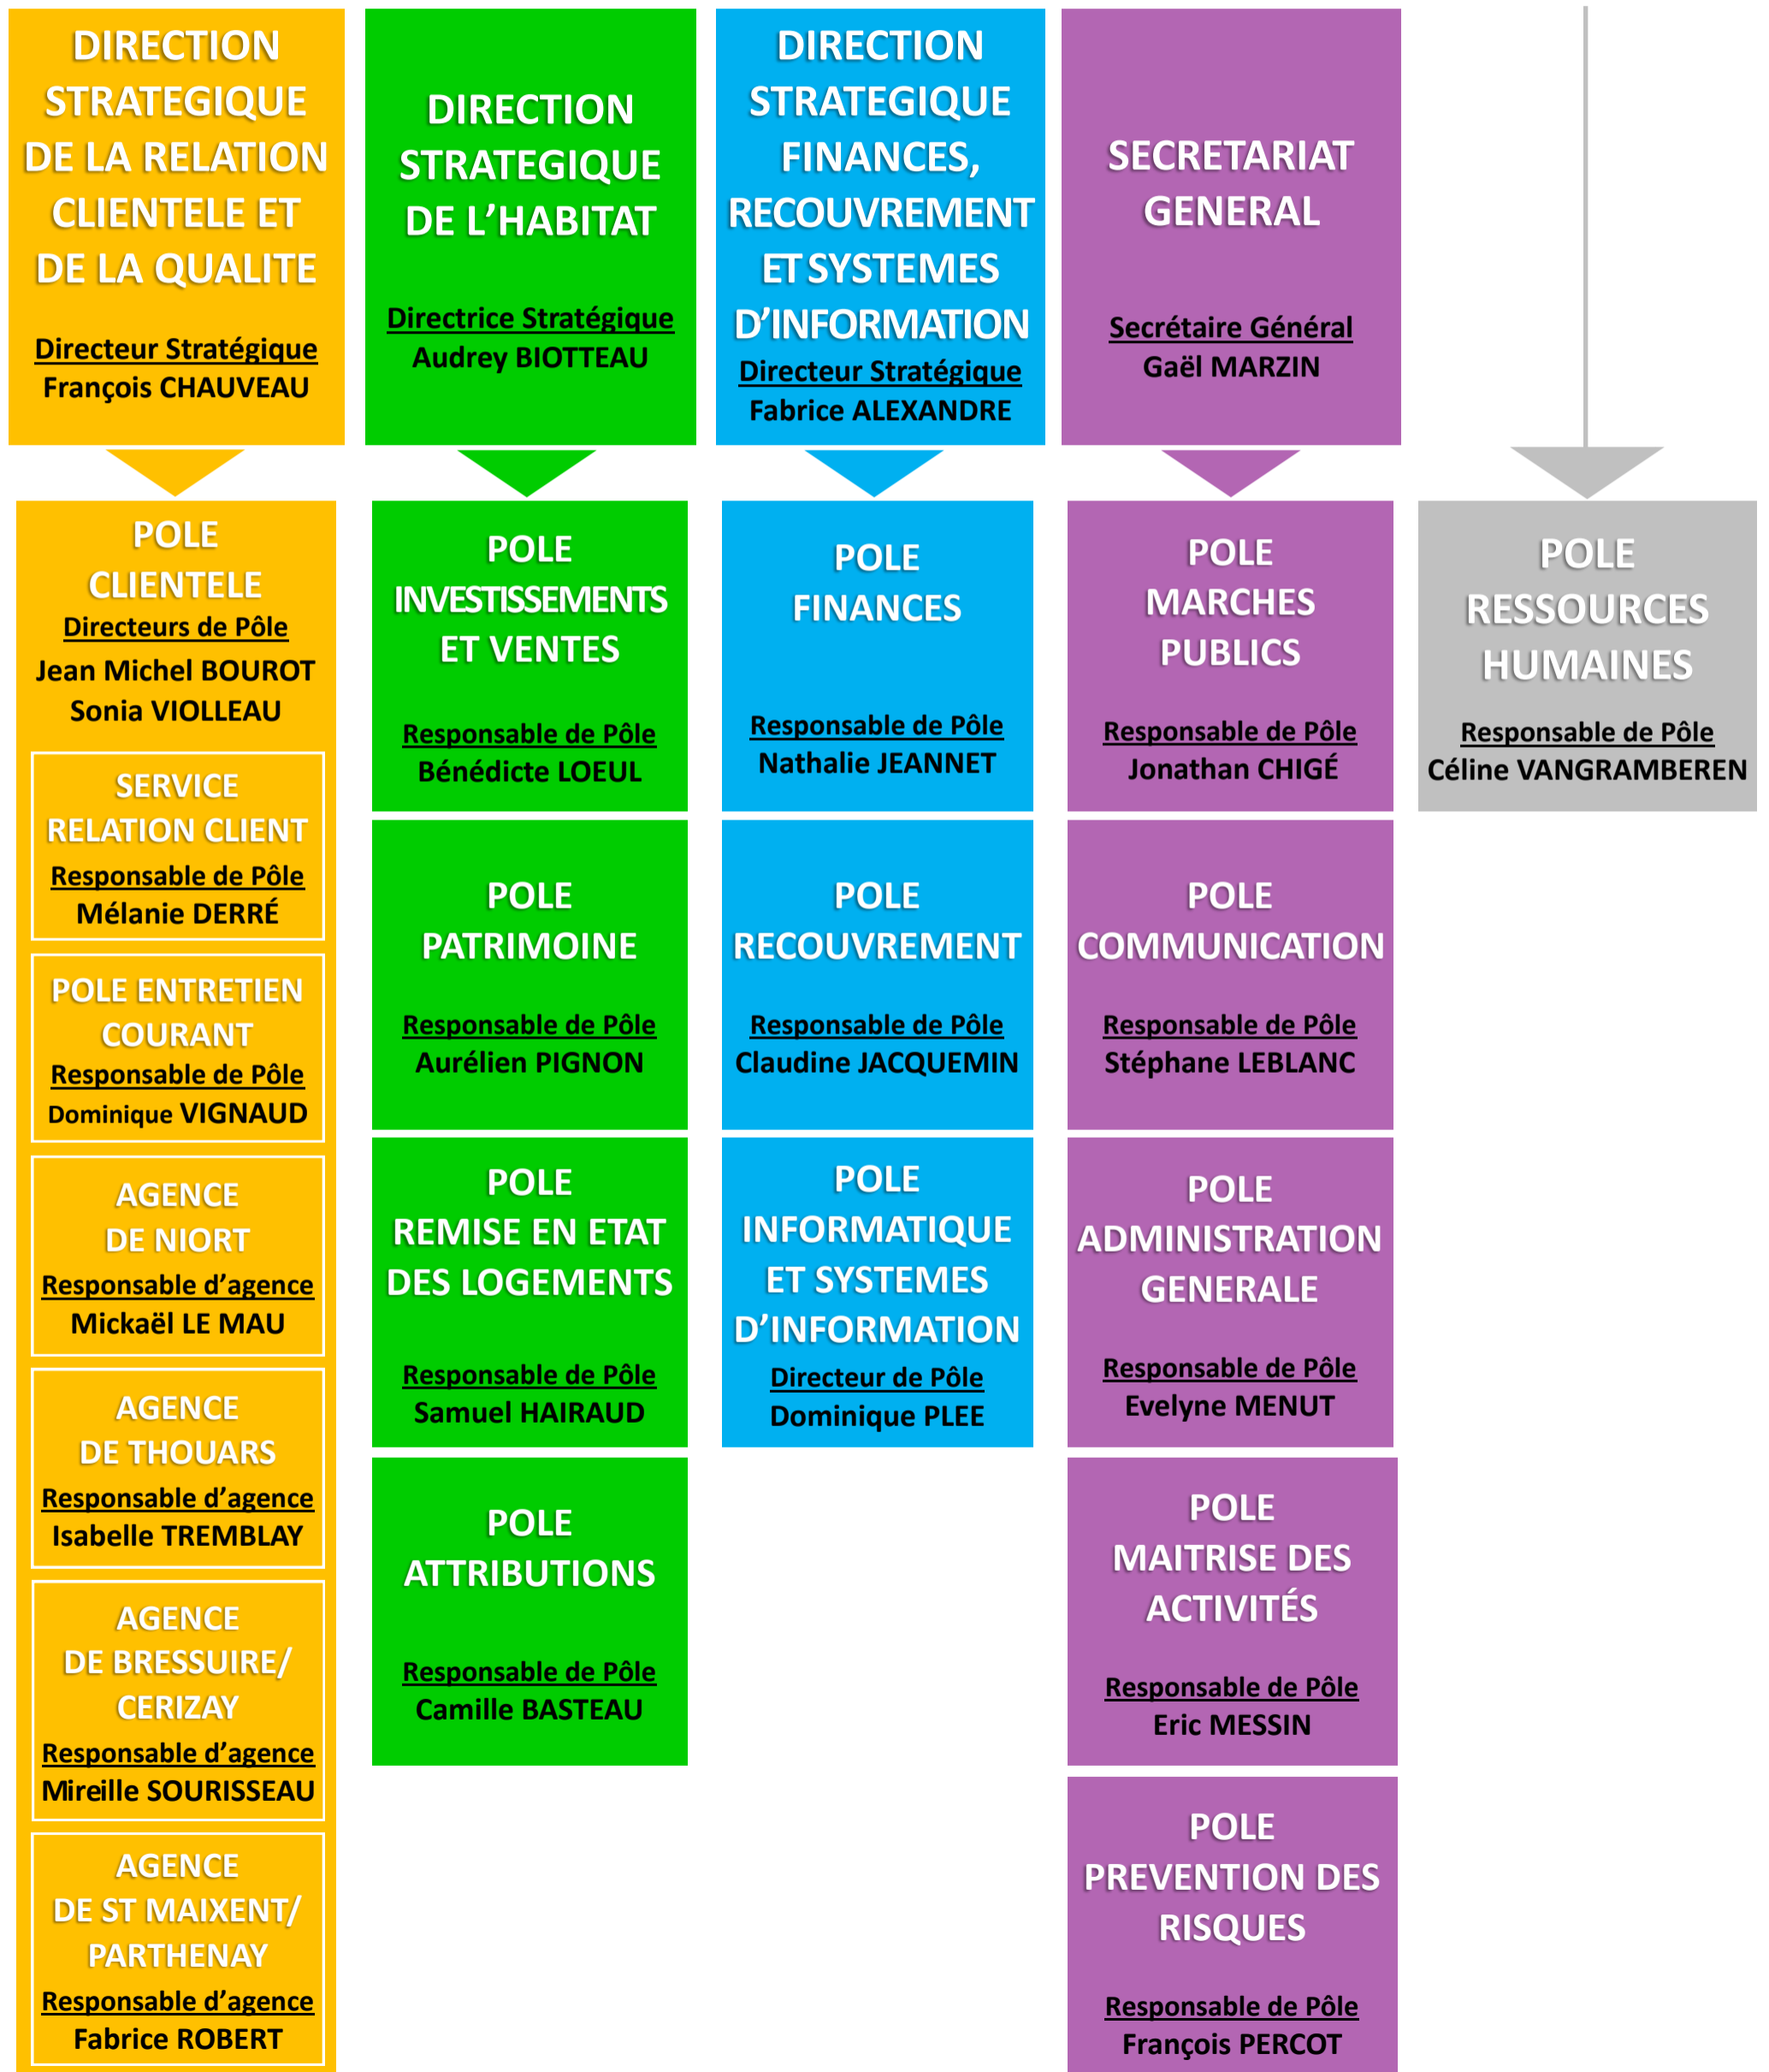 DIRECTION
STRATEGIQUE
DE LA RELATION
CLIENTELE ET
DE LA QUALITE
Directeur Stratégique
François CHAUVEAU
DIRECTION
STRATEGIQUE
DE L’HABITAT
Directrice Stratégique
Audrey BIOTTEAU
DIRECTION
STRATEGIQUE
FINANCES,
RECOUVREMENT
ET SYSTEMES
D’INFORMATION
Directeur Stratégique
Fabrice ALEXANDRE
SECRETARIAT
GENERAL
Secrétaire Général
Gaël MARZIN
POLE
CLIENTELE
Directeurs de Pôle
Jean Michel BOUROT
Sonia VIOLLEAU
SERVICE
RELATION CLIENT
Responsable de Pôle
Mélanie DERRÉ
POLE ENTRETIEN
COURANT
Responsable de Pôle
Dominique VIGNAUD
AGENCE
DE NIORT
Responsable d’agence
Mickaël LE MAU
AGENCE
DE THOUARS
Responsable d’agence
Isabelle TREMBLAY
AGENCE
DE BRESSUIRE/
CERIZAY
Responsable d’agence
Mireille SOURISSEAU
AGENCE
DE ST MAIXENT/
PARTHENAY
Responsable d’agence
Fabrice ROBERT
POLE
INVESTISSEMENTS
ET VENTES
Responsable de Pôle
Bénédicte LOEUL
POLE
PATRIMOINE
Responsable de Pôle
Aurélien PIGNON
POLE
REMISE EN ETAT
DES LOGEMENTS
Responsable de Pôle
Samuel HAIRAUD
POLE
ATTRIBUTIONS
Responsable de Pôle
Camille BASTEAU
POLE
FINANCES
Responsable de Pôle
Nathalie JEANNET
POLE
RECOUVREMENT
Responsable de Pôle
Claudine JACQUEMIN
POLE
INFORMATIQUE
ET SYSTEMES
D’INFORMATION
Directeur de Pôle
Dominique PLEE
POLE
MARCHES
PUBLICS
Responsable de Pôle
Jonathan CHIGÉ
POLE
COMMUNICATION
Responsable de Pôle
Stéphane LEBLANC
POLE
ADMINISTRATION
GENERALE
Responsable de Pôle
Evelyne MENUT
POLE
MAITRISE DES
ACTIVITÉS
Responsable de Pôle
Eric MESSIN
POLE
PREVENTION DES
RISQUES
Responsable de Pôle
François PERCOT
POLE
RESSOURCES
HUMAINES
Responsable de Pôle
Céline VANGRAMBEREN